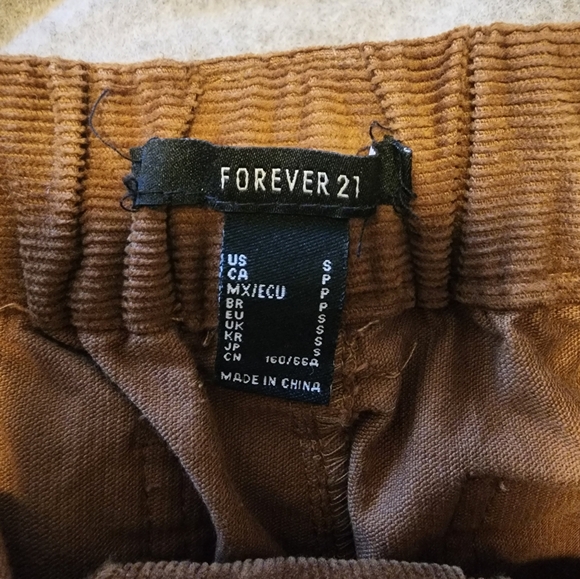 FOREVER 21
US S
CA P
MX/ECU P
BR P
EU S
UK S
KR S
JP S
CN 160/66A
MADE IN CHINA